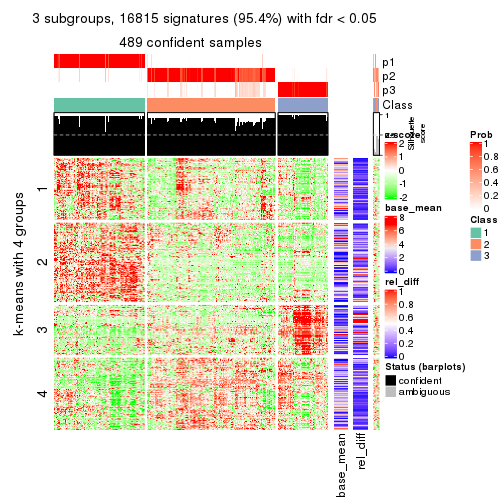 3 subgroups, 16815 signatures (95.4%) with fdr < 0.05
489 confident samples
p1
p2
p3
Class
1
Silhouette
score
k-means with 4 groups
1
2
3
4
base_mean
rel_diff
z-score
2
1
0
-1
-2
base_mean
8
6
4
2
0
rel_diff
1
0.8
0.6
0.4
0.2
0
Status (barplots)
confident
ambiguous
Prob
1
0.8
0.6
0.4
0.2
0
Class
1
2
3